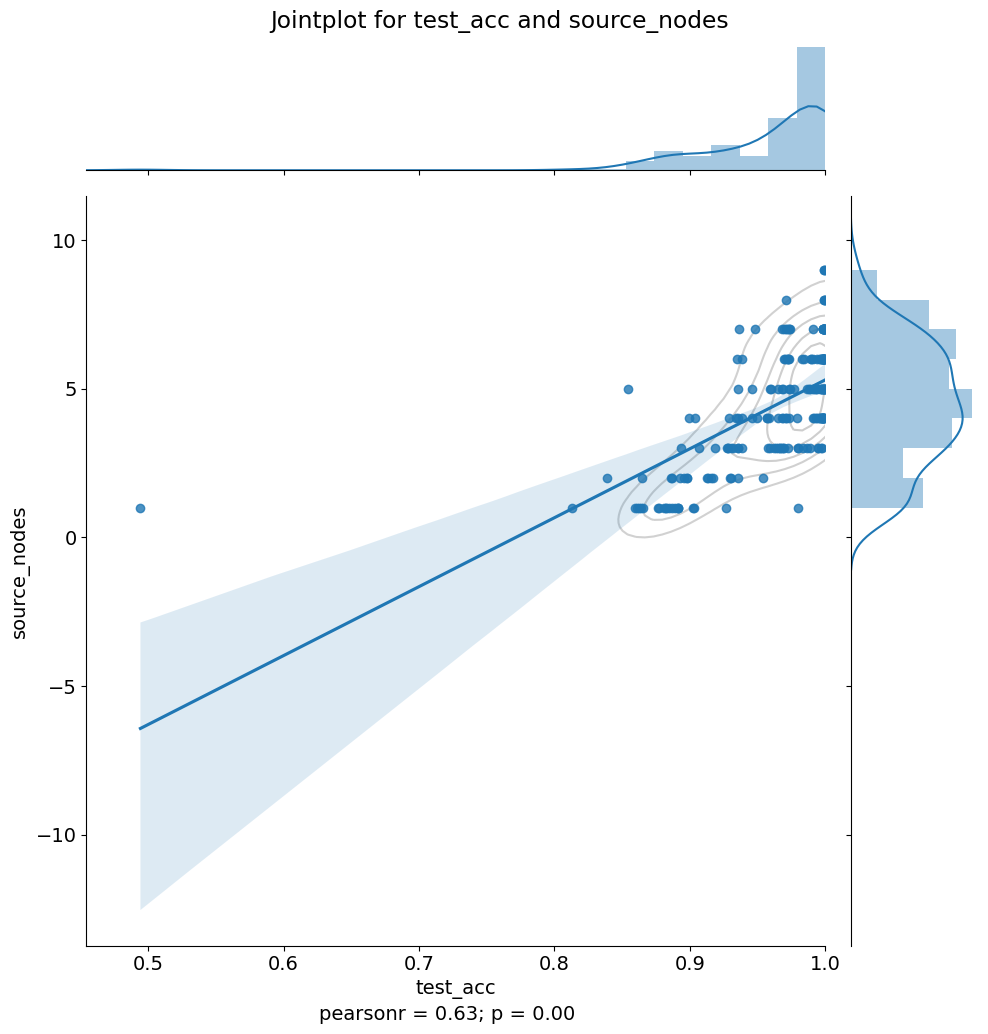 Jointplot for test_acc and source_nodes
10
5
0
−5
−10
source_nodes
0.5 0.6 0.7 0.8 0.9 1.0
test_acc
pearsonr = 0.63; p = 0.00